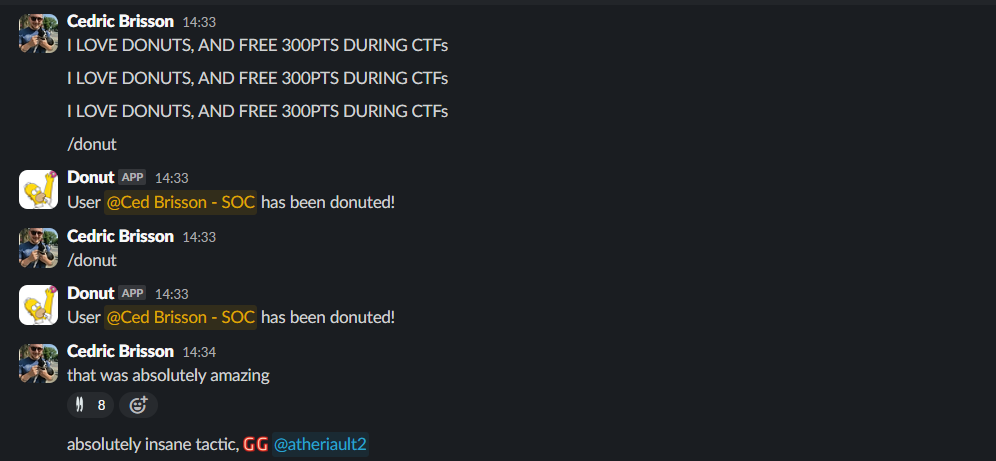 Cedric Brisson 14:33
I LOVE DONUTS, AND FREE 300PTS DURING CTFs
I LOVE DONUTS, AND FREE 300PTS DURING CTFs
I LOVE DONUTS, AND FREE 300PTS DURING CTFs
/donut
Donut APP 14:33
User @Ced Brisson - SOC has been donuted!
Cedric Brisson 14:33
/donut
Donut APP 14:33
User @Ced Brisson - SOC has been donuted!
Cedric Brisson 14:34
that was absolutely amazing
8
absolutely insane tactic, GG @atheriault2